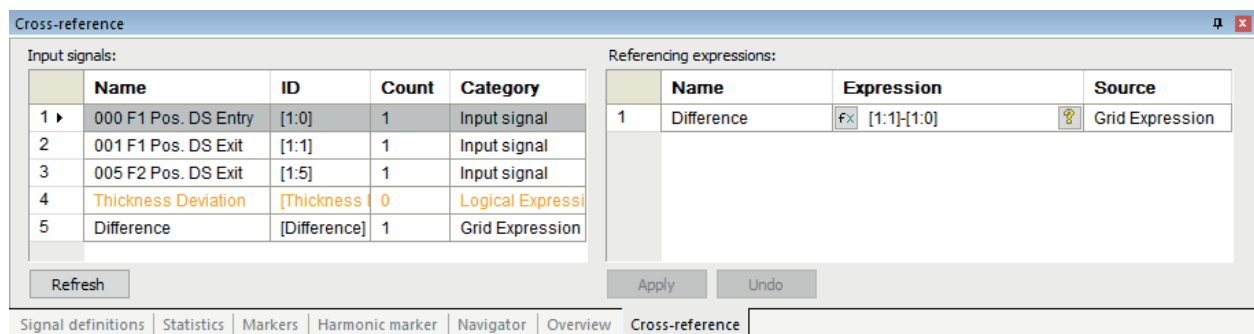 Cross-reference
Input signals:
Name ID Count Category
1 000 F1 Pos. DS Entry [1:0] 1 Input signal
2 001 F1 Pos. DS Exit [1:1] 1 Input signal
3 005 F2 Pos. DS Exit [1:5] 1 Input signal
4 Thickness Deviation [Thickness 0 Logical Expressi
5 Difference [Difference] 1 Grid Expression
Refresh
Referencing expressions:
Name Expression Source
1 Difference fx [1:1]-[1:0] ? Grid Expression
Apply Undo
Signal definitions Statistics Markers Harmonic marker Navigator Overview Cross-reference